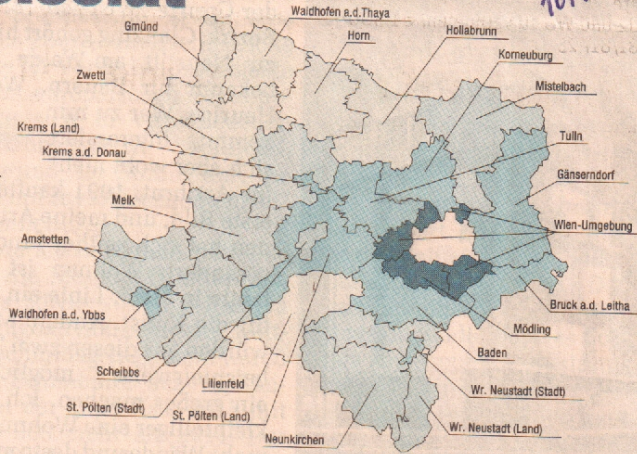 Waidhofen a.d.Thaya
Gmünd
Horn
Hollabrunn
Korneuburg
Zwettl
Mistelbach
Krems (Land)
Tulln
Krems a.d. Donau
Gänserndorf
Melk
Wien-Umgebung
Amstetten
Bruck a.d. Leitha
Waidhofen a.d. Ybbs
Mödling
Baden
Scheibbs
Lilienfeld
Wr. Neustadt (Stadt)
St. Pölten (Stadt)
St. Pölten (Land)
Wr. Neustadt (Land)
Neunkirchen